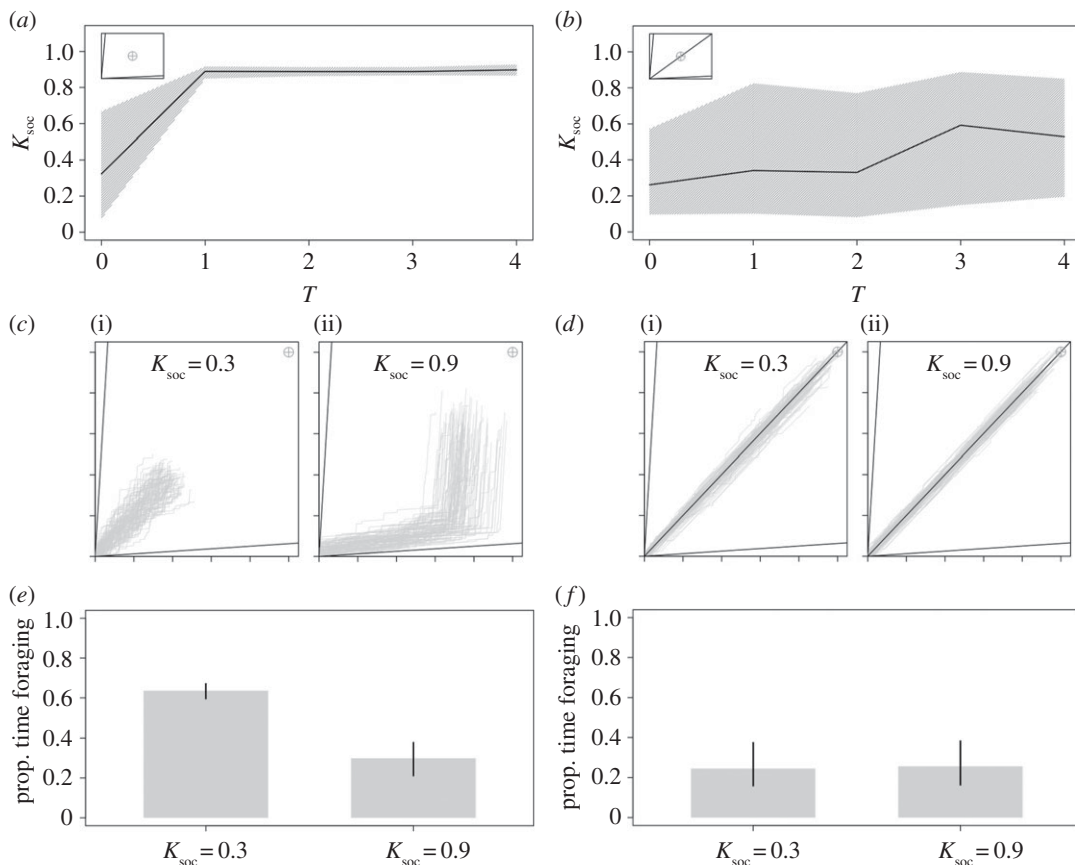 (a)
1.0
0.8
0.6
0.4
0.2
0
K_soc
0
1
2
3
4
T
(b)
1.0
0.8
0.6
0.4
0.2
0
K_soc
0
1
2
3
4
T
(c)
(i)
K_soc = 0.3
(ii)
K_soc = 0.9
(d)
(i)
K_soc = 0.3
(ii)
K_soc = 0.9
(e)
prop. time foraging
1.0
0.8
0.6
0.4
0.2
0
K_soc = 0.3
K_soc = 0.9
(f)
prop. time foraging
1.0
0.8
0.6
0.4
0.2
0
K_soc = 0.3
K_soc = 0.9